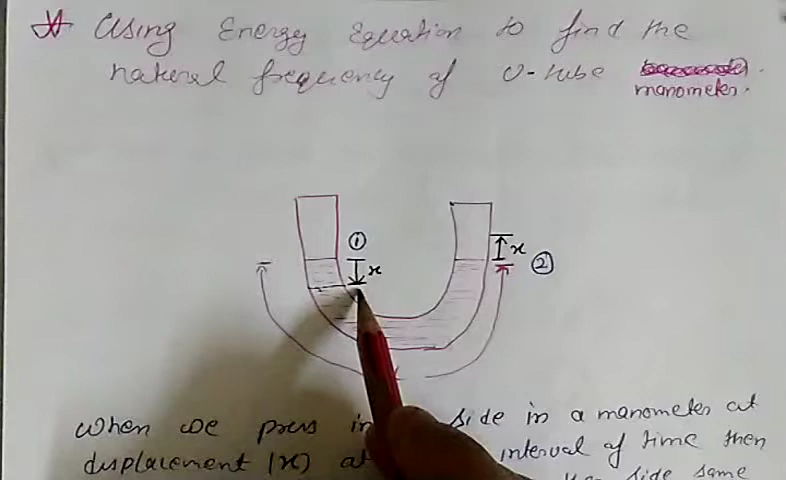 Using Energy Equation to find the
natural frequency of U-tube
manometer.
① x
x ②
when we press in side in a manometer at
displacement (x) at interval of time then
side same